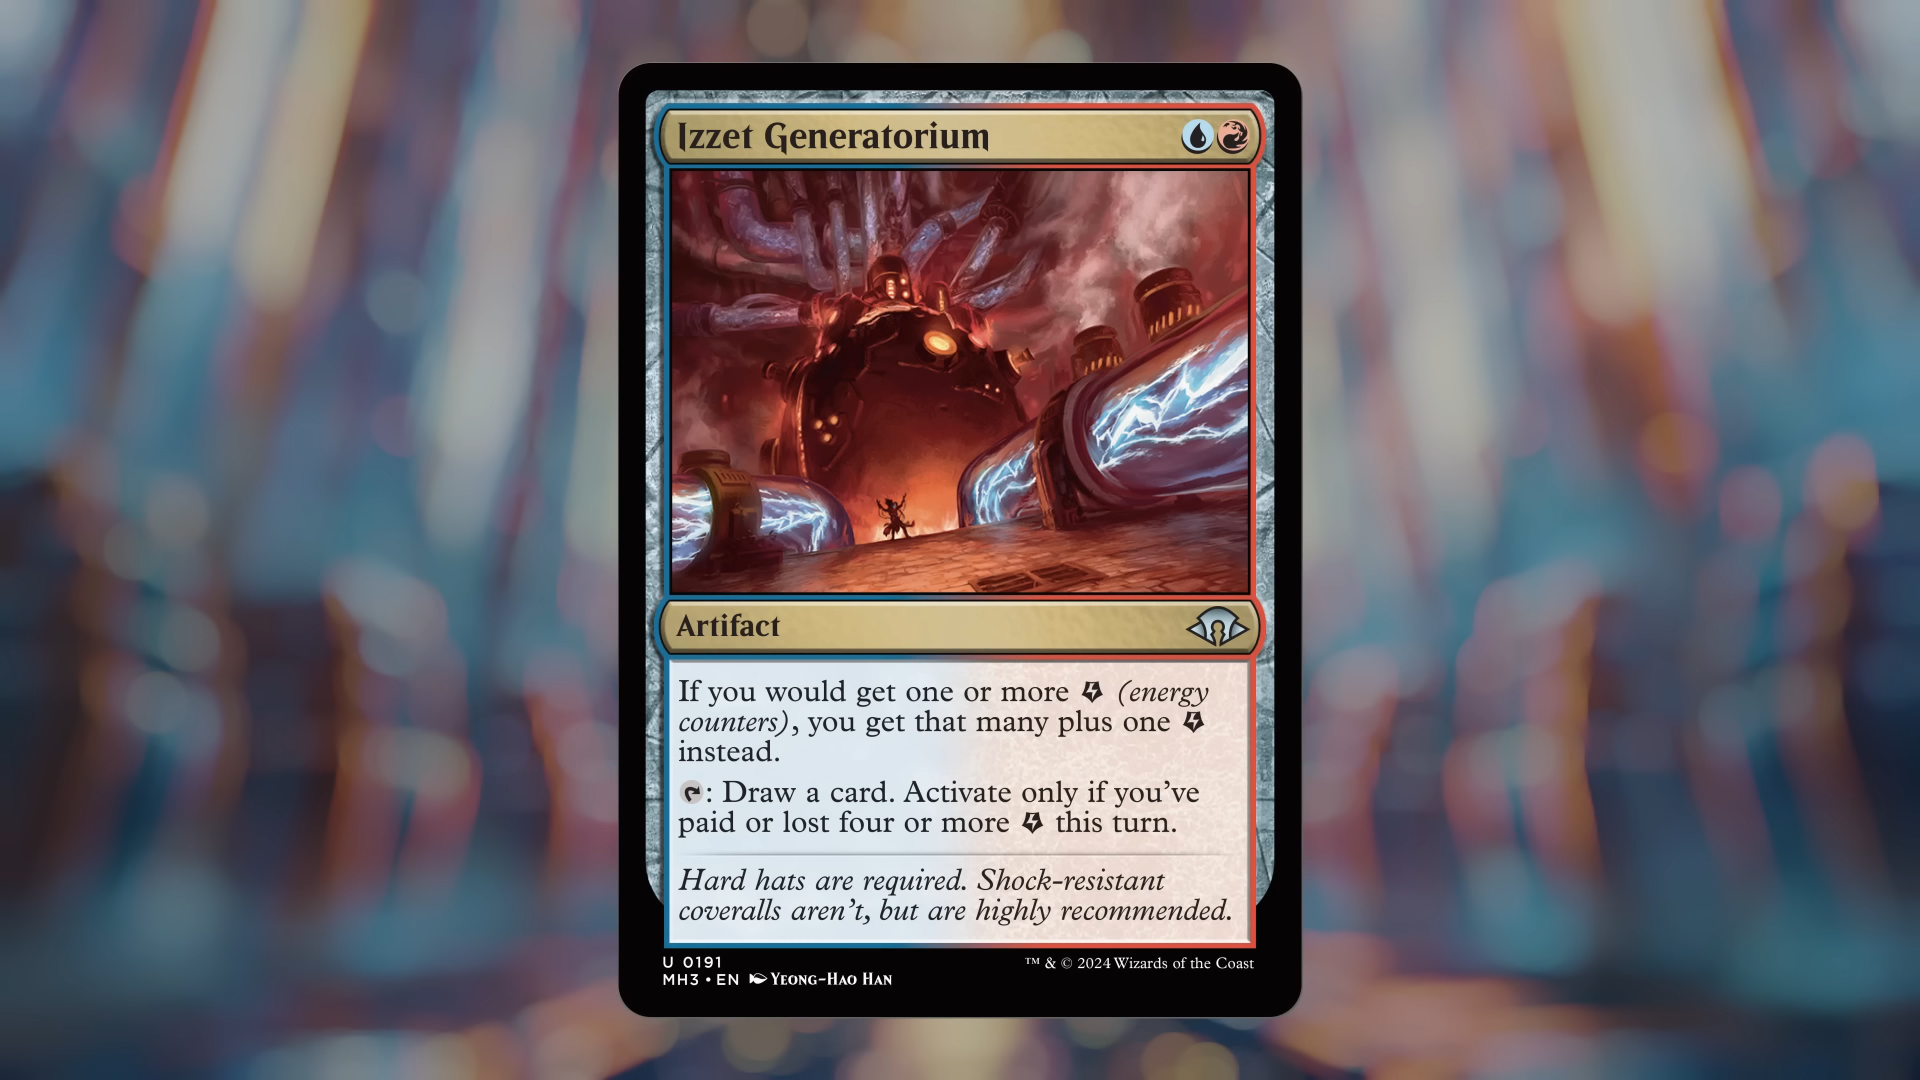 Izzet Generatorium
Artifact
If you would get one or more (energy
counters), you get that many plus one
instead.
: Draw a card. Activate only if you’ve
paid or lost four or more this turn.
Hard hats are required. Shock-resistant
coveralls aren’t, but are highly recommended.
U 0191
MH3 • EN Yeong-Hao Han
™ & © 2024 Wizards of the Coast